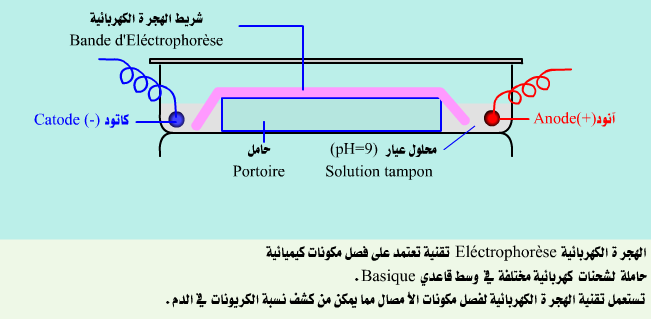 شريط الهجرة الكهربائية
Bande d'Eléctrophorèse
Catode (-) كاتود
Anode(+) آنود
حامل
Portoire
محلول عيار (pH=9)
Solution tampon
الهجرة الكهربائية Eléctrophorèse تقنية تعتمد على فصل مكونات كيميائية
حاملة لشحنات كهربائية مختلفة في وسط قاعدي Basique .
تستعمل تقنية الهجرة الكهربائية لفصل مكونات الأمصال مما يمكن من كشف نسبة الكريونات في الدم .